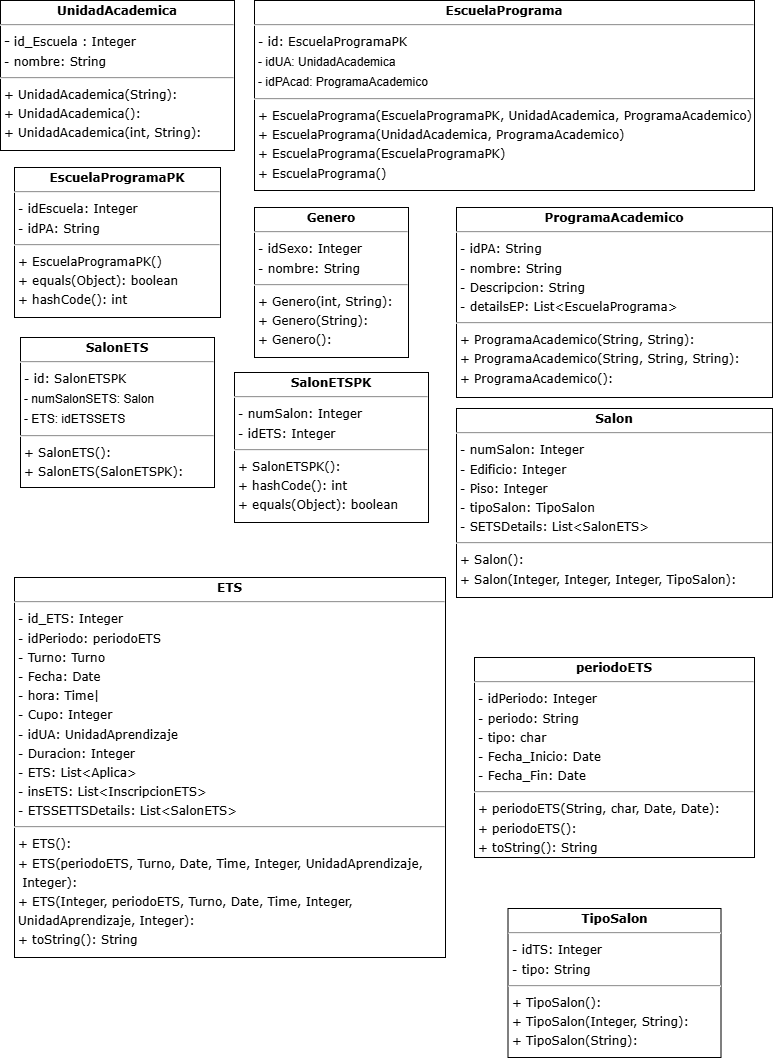 UnidadAcademica
- id_Escuela : Integer
- nombre: String
+ UnidadAcademica(String):
+ UnidadAcademica():
+ UnidadAcademica(int, String):
EscuelaPrograma
- id: EscuelaProgramaPK
- idUA: UnidadAcademica
- idPAcad: ProgramaAcademico
+ EscuelaPrograma(EscuelaProgramaPK, UnidadAcademica, ProgramaAcademico)
+ EscuelaPrograma(UnidadAcademica, ProgramaAcademico)
+ EscuelaPrograma(EscuelaProgramaPK)
+ EscuelaPrograma()
EscuelaProgramaPK
- idEscuela: Integer
- idPA: String
+ EscuelaProgramaPK()
+ equals(Object): boolean
+ hashCode(): int
Genero
- idSexo: Integer
- nombre: String
+ Genero(int, String):
+ Genero(String):
+ Genero():
ProgramaAcademico
- idPA: String
- nombre: String
- Descripcion: String
- detailsEP: List<EscuelaPrograma>
+ ProgramaAcademico(String, String):
+ ProgramaAcademico(String, String, String):
+ ProgramaAcademico():
SalonETS
- id: SalonETSPK
- numSalonSETS: Salon
- ETS: idETSSETS
+ SalonETS():
+ SalonETS(SalonETSPK):
SalonETSPK
- numSalon: Integer
- idETS: Integer
+ SalonETSPK():
+ hashCode(): int
+ equals(Object): boolean
Salon
- numSalon: Integer
- Edificio: Integer
- Piso: Integer
- tipoSalon: TipoSalon
- SETSDetails: List<SalonETS>
+ Salon():
+ Salon(Integer, Integer, Integer, TipoSalon):
ETS
- id_ETS: Integer
- idPeriodo: periodoETS
- Turno: Turno
- Fecha: Date
- hora: Time|
- Cupo: Integer
- idUA: UnidadAprendizaje
- Duracion: Integer
- ETS: List<Aplica>
- insETS: List<InscripcionETS>
- ETSSETTSDetails: List<SalonETS>
+ ETS():
+ ETS(periodoETS, Turno, Date, Time, Integer, UnidadAprendizaje,
Integer):
+ ETS(Integer, periodoETS, Turno, Date, Time, Integer,
UnidadAprendizaje, Integer):
+ toString(): String
periodoETS
- idPeriodo: Integer
- periodo: String
- tipo: char
- Fecha_Inicio: Date
- Fecha_Fin: Date
+ periodoETS(String, char, Date, Date):
+ periodoETS():
+ toString(): String
TipoSalon
- idTS: Integer
- tipo: String
+ TipoSalon():
+ TipoSalon(Integer, String):
+ TipoSalon(String):